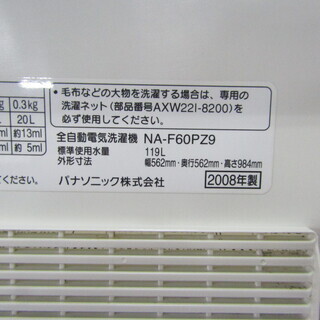 •毛布などの大物を洗濯する場合は、専用の
洗濯ネット(部品番号AXW22I-8200)を
必ず使用してください。
0.3kg
20L
約13mℓ
約 5mℓ
てください。
全自動電気洗濯機 NA-F60PZ9
標準使用水量 119L
外形寸法 幅562mm・奥行562mm・高さ984mm
パナソニック株式会社 2008年製